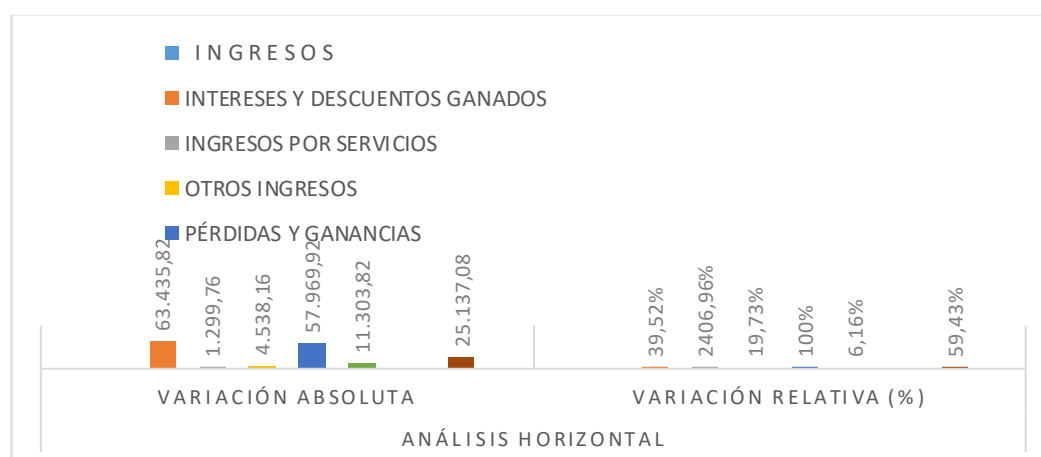 INGRESOS
INTERESES Y DESCUENTOS GANADOS
INGRESOS POR SERVICIOS
OTROS INGRESOS
PÉRDIDAS Y GANANCIAS
63.435,82
1.299,76
4.538,16
57.969,92
11.303,82
25.137,08
39,52%
2406,96%
19,73%
100%
6,16%
59,43%
VARIACIÓN ABSOLUTA
VARIACIÓN RELATIVA (%)
ANÁLISIS HORIZONTAL